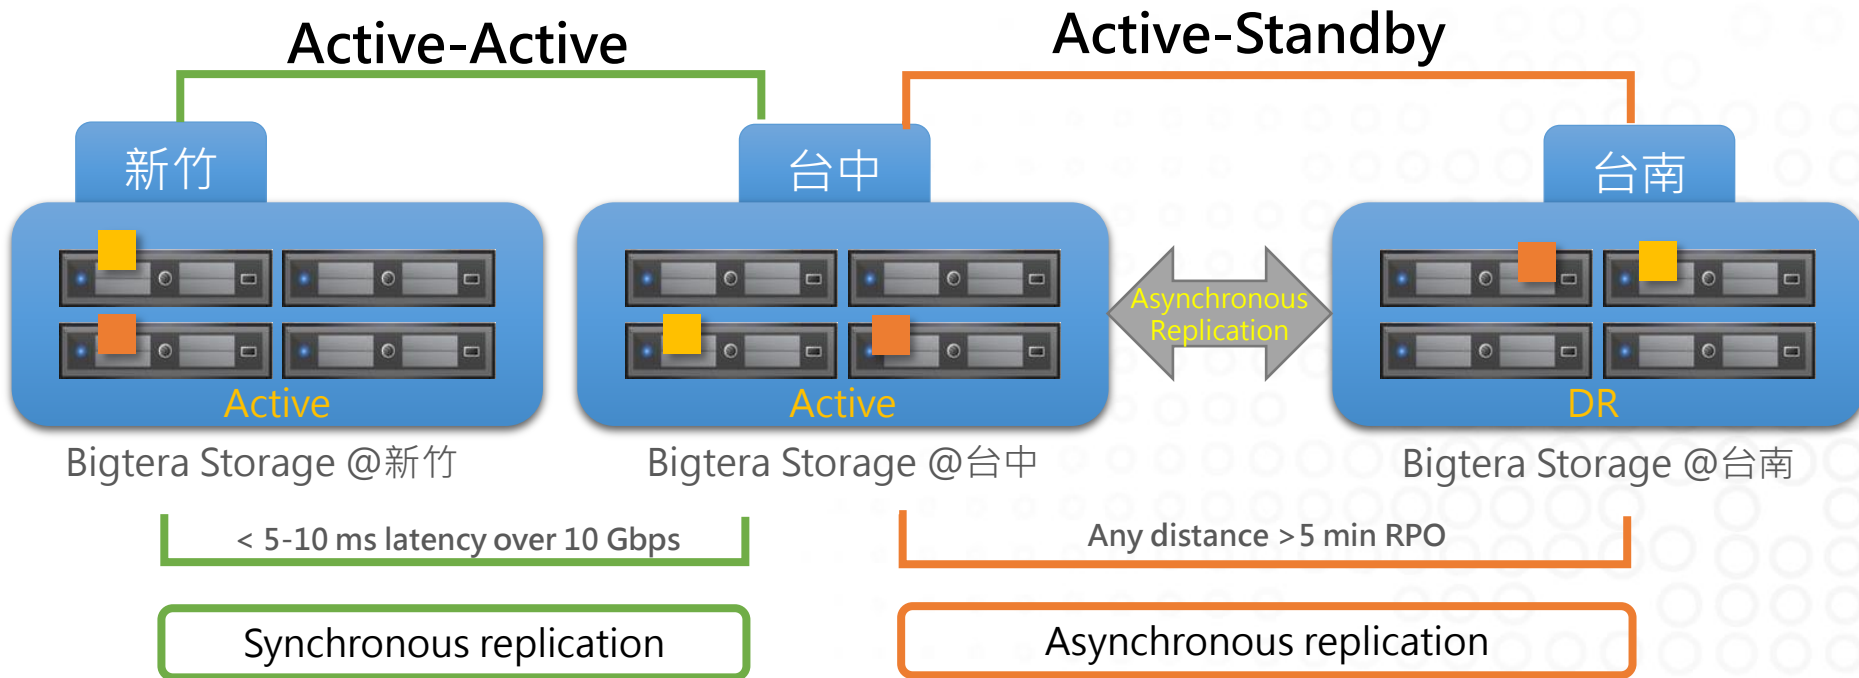 Active-Active
Active-Standby
新竹
台中
台南
Asynchronous
Replication
Active
Active
DR
Bigtera Storage @新竹
Bigtera Storage @台中
Bigtera Storage @台南
< 5-10 ms latency over 10 Gbps
Any distance >5 min RPO
Synchronous replication
Asynchronous replication